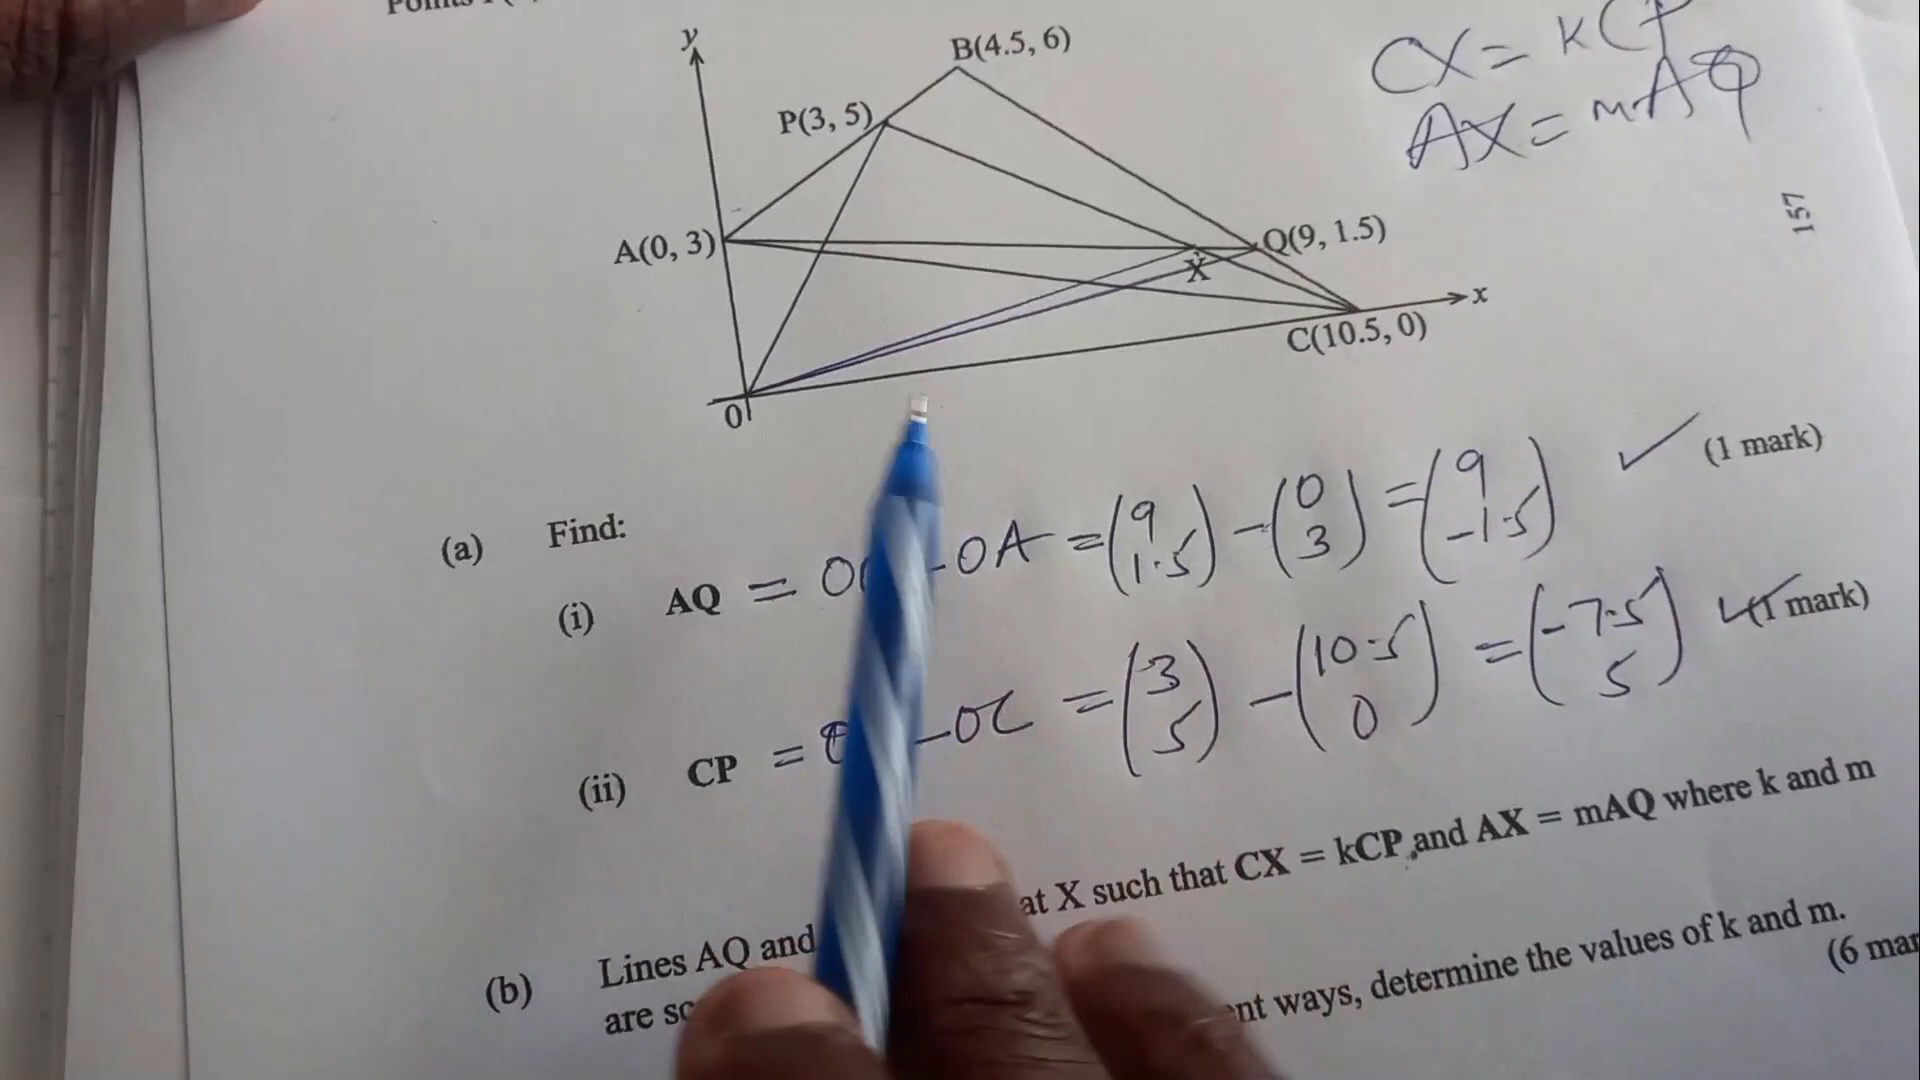 CX = kCP
AX = mAQ
157
y
B(4.5, 6)
P(3, 5)
A(0, 3)
X
Q(9, 1.5)
x
C(10.5, 0)
0
(a) Find:
(i) AQ = - OA = (9 1.5) - (0 3) = (9 -1.5) ✓ (1 mark)
(ii) CP = - OC = (3 5) - (10.5 0) = (-7.5 5) ✓ (1 mark)
(b) Lines AQ and at X such that CX = kCP and AX = mAQ where k and m
are ways, determine the values of k and m.
(6